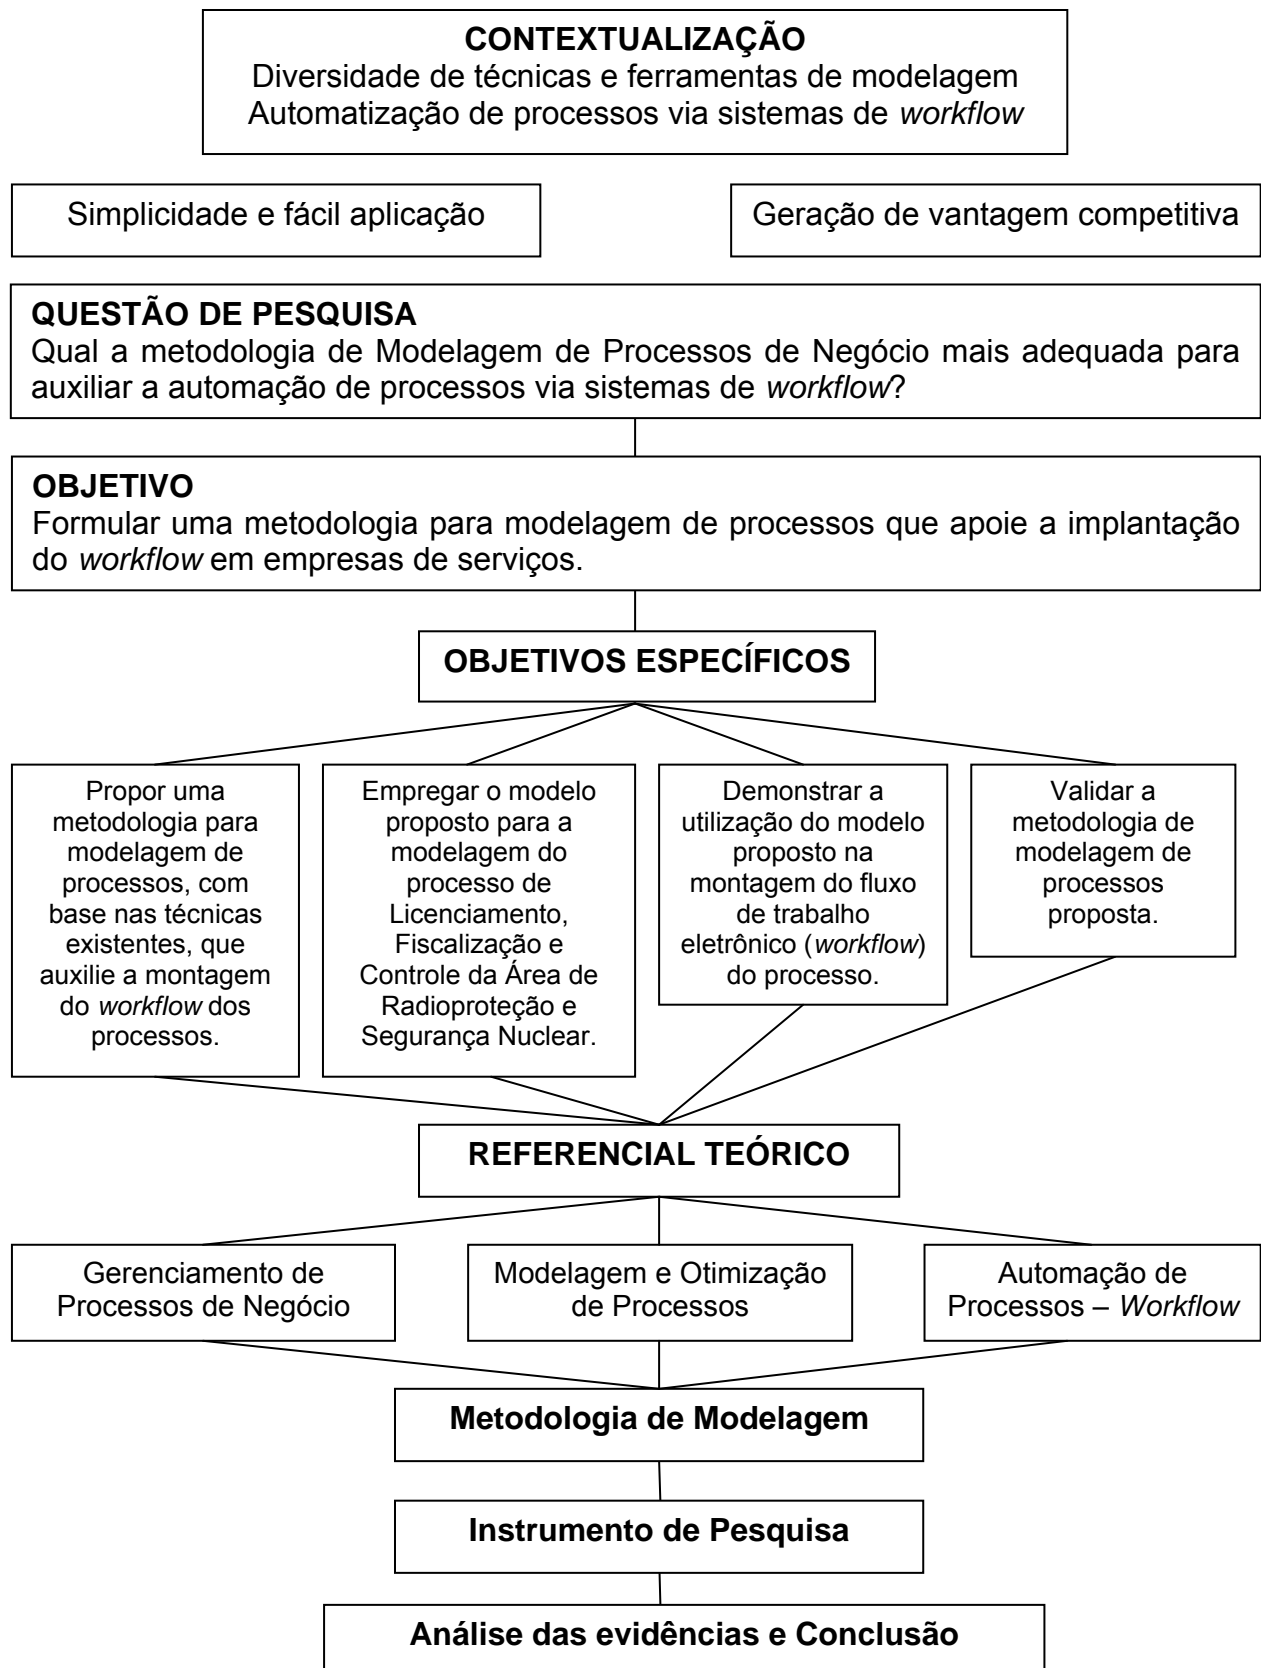 CONTEXTUALIZAÇÃO
Diversidade de técnicas e ferramentas de modelagem
Automatização de processos via sistemas de workflow
Simplicidade e fácil aplicação
Geração de vantagem competitiva
QUESTÃO DE PESQUISA
Qual a metodologia de Modelagem de Processos de Negócio mais adequada para
auxiliar a automação de processos via sistemas de workflow?
OBJETIVO
Formular uma metodologia para modelagem de processos que apoie a implantação
do workflow em empresas de serviços.
OBJETIVOS ESPECÍFICOS
Propor uma
metodologia para
modelagem de
processos, com
base nas técnicas
existentes, que
auxilie a montagem
do workflow dos
processos.
Empregar o modelo
proposto para a
modelagem do
processo de
Licenciamento,
Fiscalização e
Controle da Área de
Radioproteção e
Segurança Nuclear.
Demonstrar a
utilização do modelo
proposto na
montagem do fluxo
de trabalho
eletrônico (workflow)
do processo.
Validar a
metodologia de
modelagem de
processos
proposta.
REFERENCIAL TEÓRICO
Gerenciamento de
Processos de Negócio
Modelagem e Otimização
de Processos
Automação de
Processos – Workflow
Metodologia de Modelagem
Instrumento de Pesquisa
Análise das evidências e Conclusão